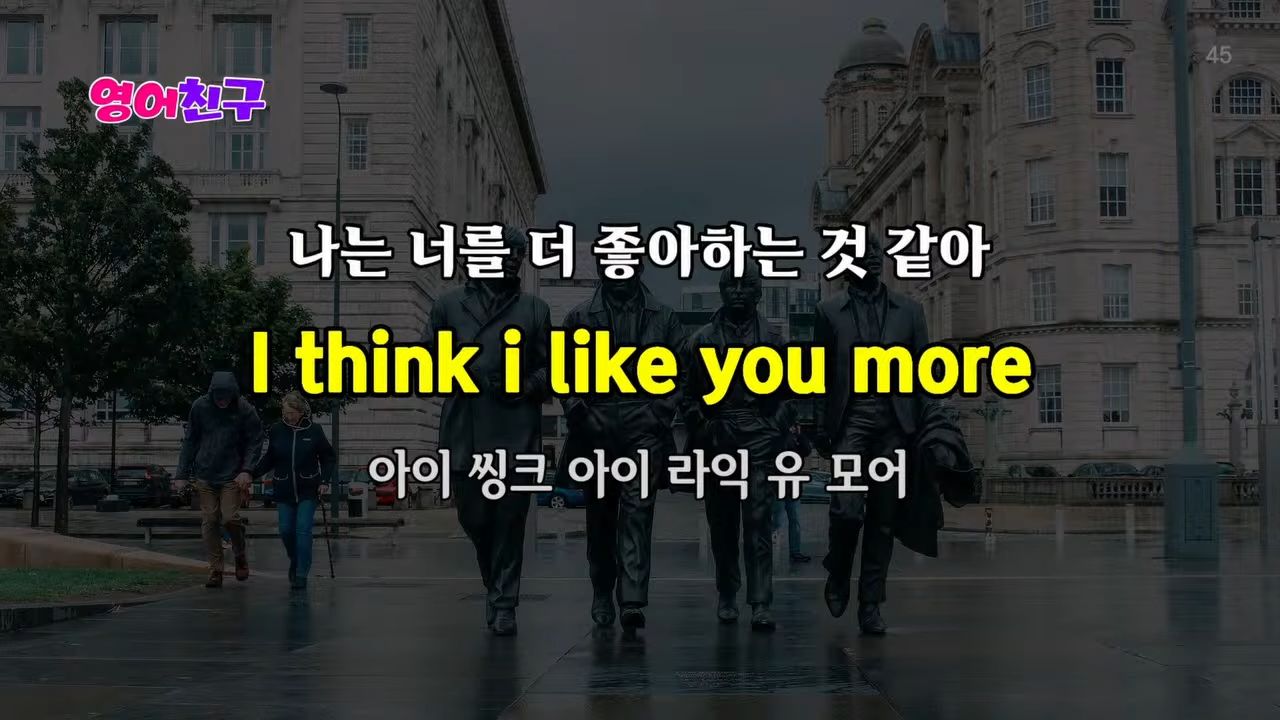 45
영어친구
나는 너를 더 좋아하는 것 같아
I think i like you more
아이 씽크 아이 라익 유 모어